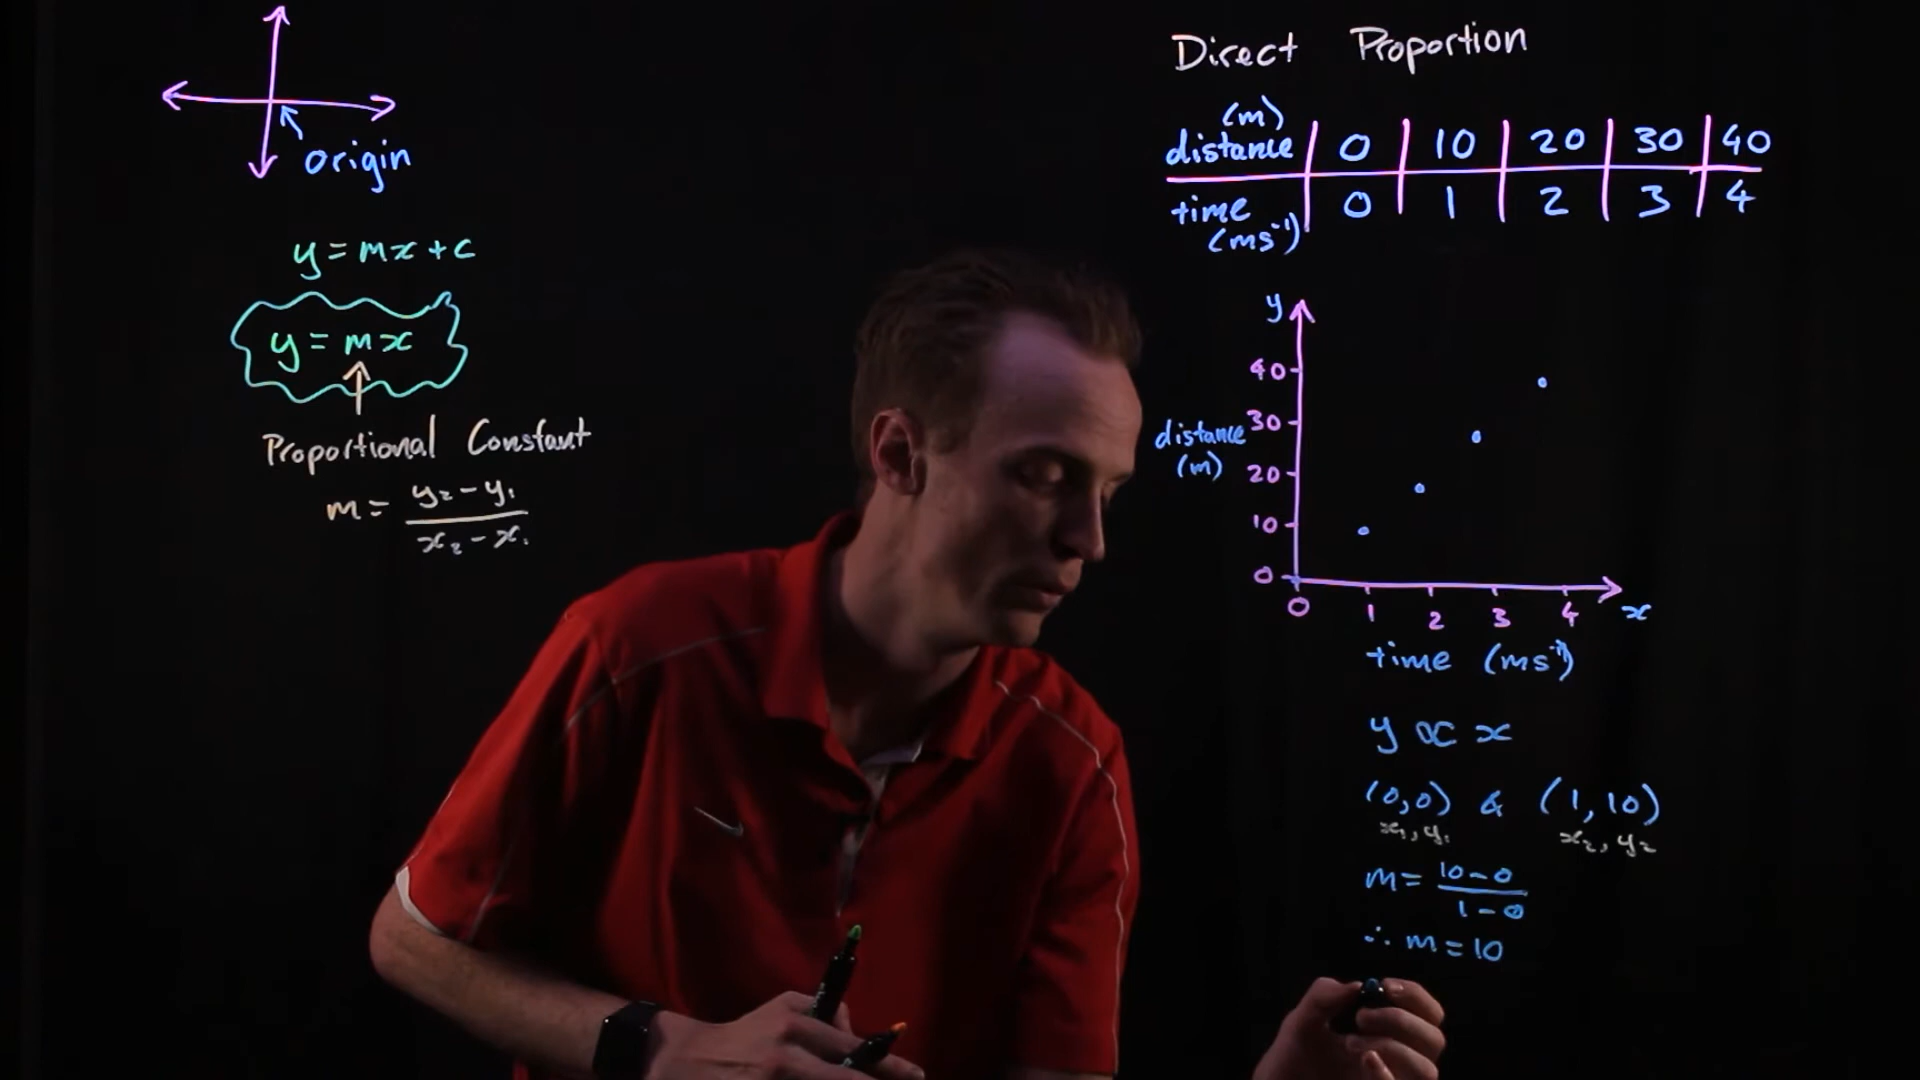 origin
y = mx + c
y = mx
Proportional Constant
m = y₂ - y₁
x₂ - x₁
Direct Proportion
(m)
distance 0 10 20 30 40
time 0 1 2 3 4
(ms⁻¹)
y
40
30
distance
(m)
20
10
0
0 1 2 3 4 x
time (ms⁻¹)
y ∝ x
(0,0) & (1,10)
x₁, y₁ x₂, y₂
m = 10 - 0
1 - 0
∴ m = 10